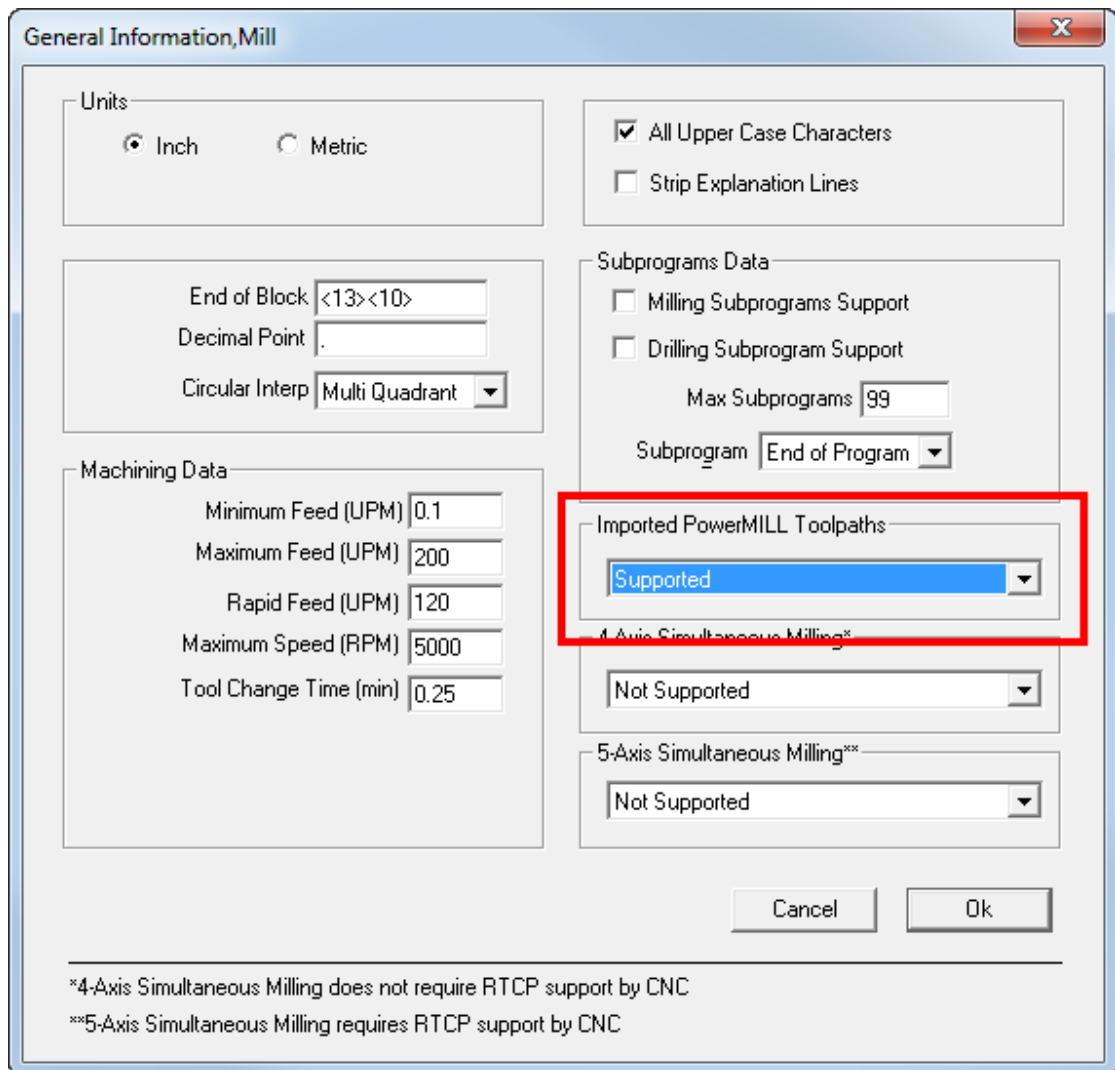 General Information,Mill
Units
Inch
Metric
All Upper Case Characters
Strip Explanation Lines
End of Block <13><10>
Decimal Point .
Circular Interp Multi Quadrant
Subprograms Data
Milling Subprograms Support
Drilling Subprogram Support
Max Subprograms 99
Subprogram End of Program
Machining Data
Minimum Feed (UPM) 0.1
Maximum Feed (UPM) 200
Rapid Feed (UPM) 120
Maximum Speed (RPM) 5000
Tool Change Time (min) 0.25
Imported PowerMILL Toolpaths
Supported
4-Axis Simultaneous Milling*
Not Supported
5-Axis Simultaneous Milling**
Not Supported
Cancel
Ok
*4-Axis Simultaneous Milling does not require RTCP support by CNC
**5-Axis Simultaneous Milling requires RTCP support by CNC